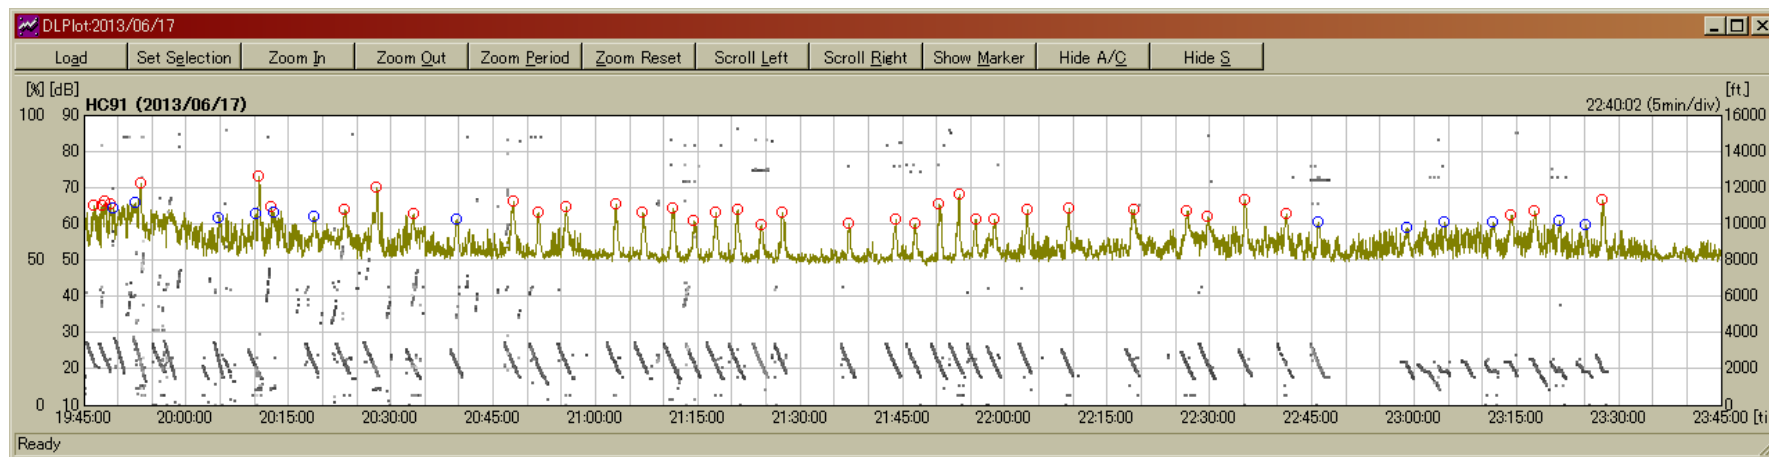 DLPlot:2013/06/17
Load Set Selection Zoom In Zoom Out Zoom Period Zoom Reset Scroll Left Scroll Right Show Marker Hide A/C Hide S
[%] [dB] [ft]
HC91 (2013/06/17) 22:40:02 (5min/div)
100 90 16000
80 14000
70 12000
60 10000
50 50 8000
40 6000
30 4000
20 2000
0 10 0
19:45:00 20:00:00 20:15:00 20:30:00 20:45:00 21:00:00 21:15:00 21:30:00 21:45:00 22:00:00 22:15:00 22:30:00 22:45:00 23:00:00 23:15:00 23:30:00 23:45:00 [ti
Ready